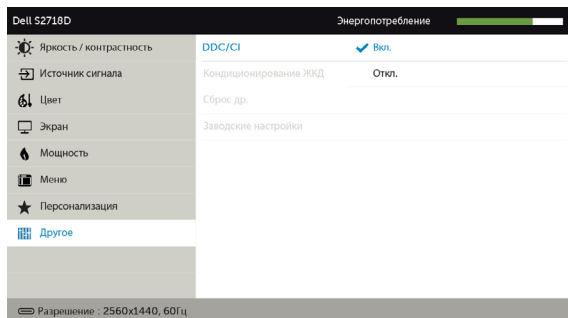 Dell S2718D Энергопотребление
Яркость / контрастность DDC/CI Вкл.
Источник сигнала Кондиционирование ЖКД Откл.
Цвет Сброс др.
Экран Заводские настройки
Мощность
Меню
Персонализация
Другое
Разрешение : 2560x1440, 60Гц